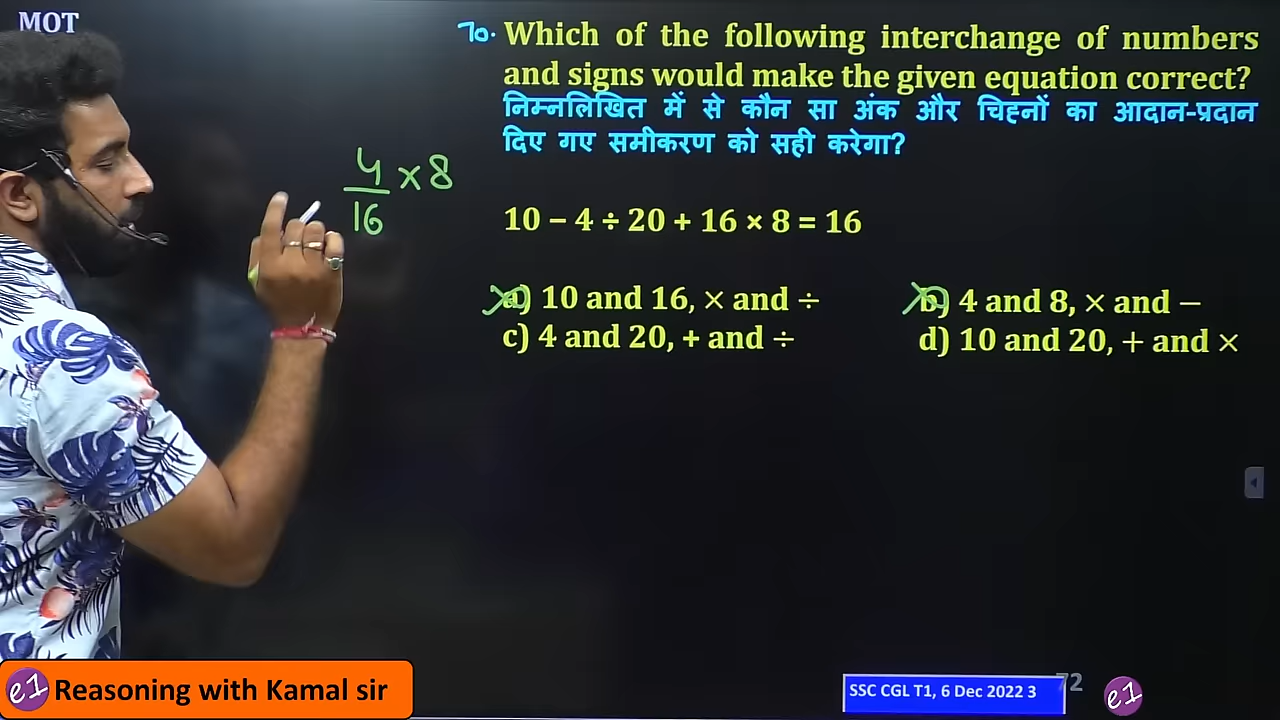 MOT
70. Which of the following interchange of numbers
and signs would make the given equation correct?
निम्नलिखित में से कौन सा अंक और चिह्नों का आदान-प्रदान
दिए गए समीकरण को सही करेगा?
4/16 × 8
10 − 4 ÷ 20 + 16 × 8 = 16
a) 10 and 16, × and ÷ b) 4 and 8, × and −
c) 4 and 20, + and ÷ d) 10 and 20, + and ×
e1 Reasoning with Kamal sir
SSC CGL T1, 6 Dec 2022 3
72
e1